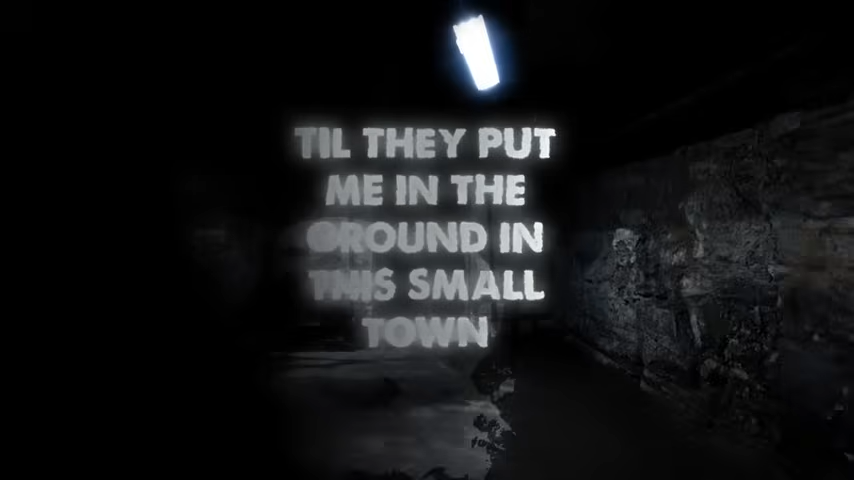 TIL THEY PUT
ME IN THE
GROUND IN
THIS SMALL
TOWN